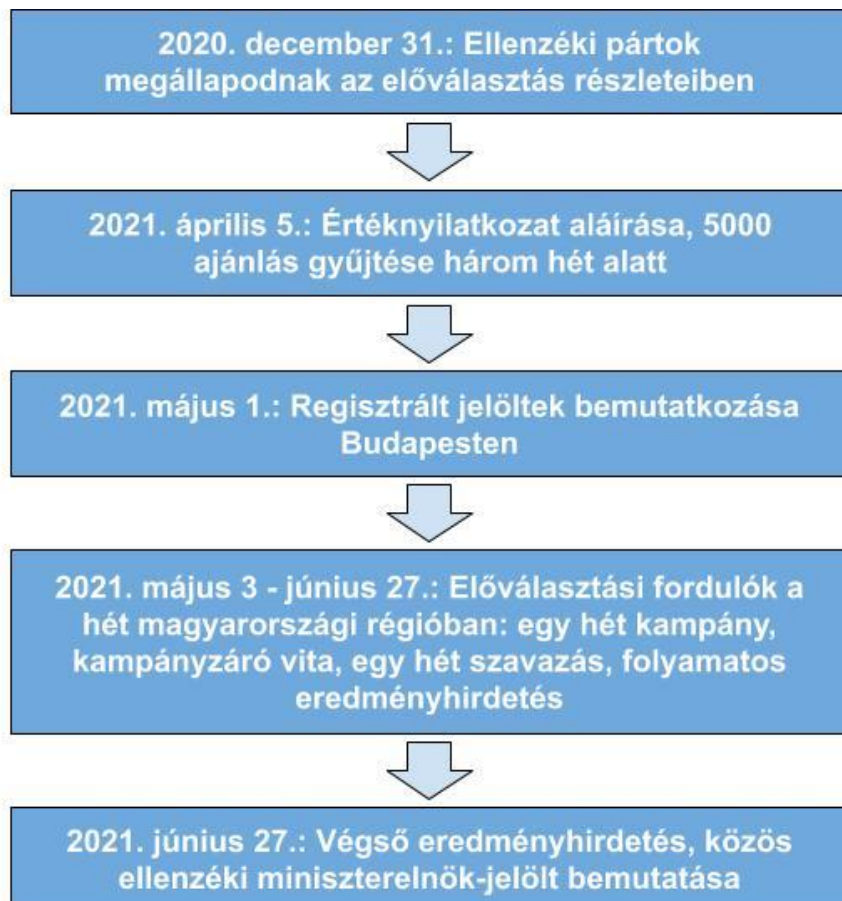 2020. december 31.: Ellenzéki pártok
megállapodnak az előválasztás részleteiben
2021. április 5.: Értéknyilatkozat aláírása, 5000
ajánlás gyűjtése három hét alatt
2021. május 1.: Regisztrált jelöltek bemutatkozása
Budapesten
2021. május 3 - június 27.: Előválasztási fordulók a
hét magyarországi régióban: egy hét kampány,
kampányzáró vita, egy hét szavazás, folyamatos
eredményhirdetés
2021. június 27.: Végső eredményhirdetés, közös
ellenzéki miniszterelnök-jelölt bemutatása